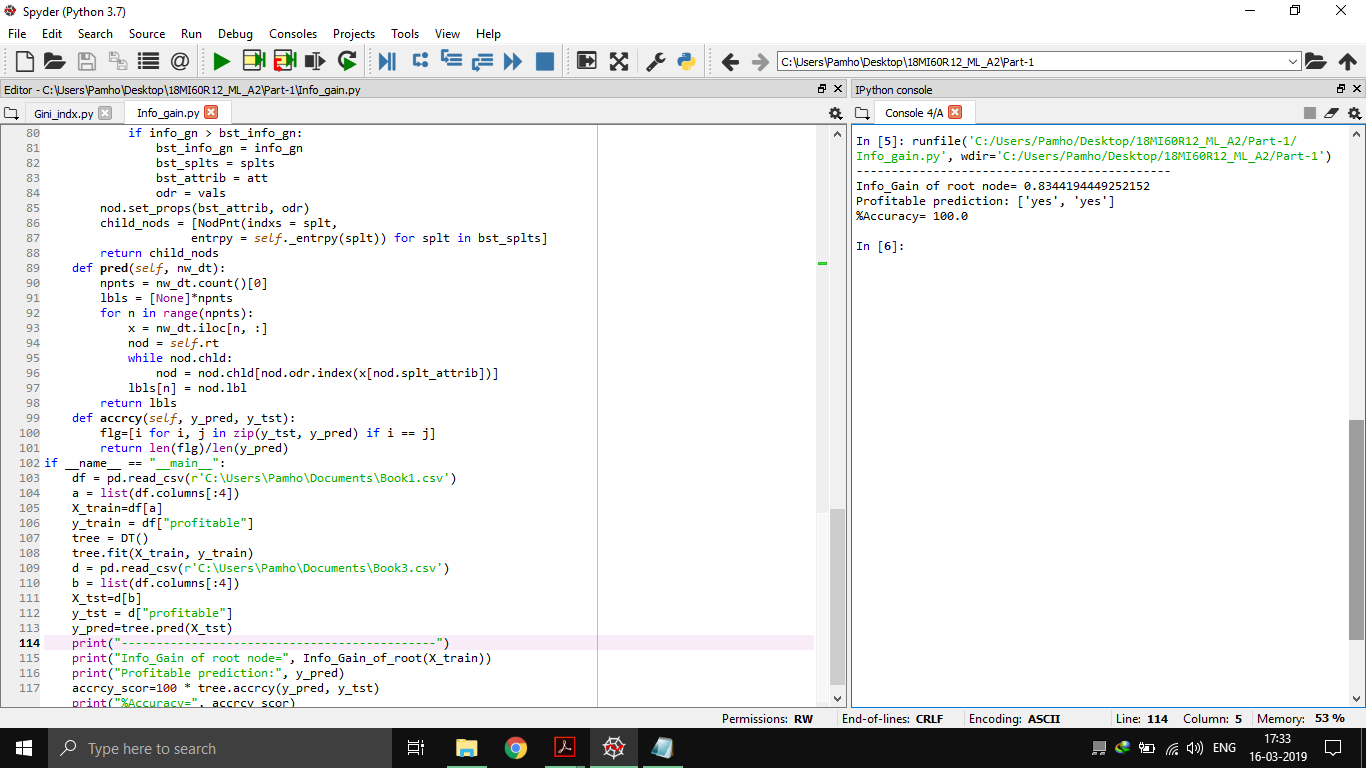 Spyder (Python 3.7)
File Edit Search Source Run Debug Consoles Projects Tools View Help
C:\Users\Pamho\Desktop\18MI60R12_ML_A2\Part-1
Editor - C:\Users\Pamho\Desktop\18MI60R12_ML_A2\Part-1\Info_gain.py
Gini_indx.py Info_gain.py
80 if info_gn > bst_info_gn:
81 bst_info_gn = info_gn
82 bst_splts = splts
83 bst_attrib = att
84 odr = vals
85 nod.set_props(bst_attrib, odr)
86 child_nods = [NodPnt(indxs = splt,
87 entrpy = self._entrpy(splt)) for splt in bst_splts]
88 return child_nods
89 def pred(self, nw_dt):
90 npnts = nw_dt.count()[0]
91 lbls = [None]*npnts
92 for n in range(npnts):
93 x = nw_dt.iloc[n, :]
94 nod = self.rt
95 while nod.chld:
96 nod = nod.chld[nod.odr.index(x[nod.splt_attrib])]
97 lbls[n] = nod.lbl
98 return lbls
99 def accrcy(self, y_pred, y_tst):
100 flg=[i for i, j in zip(y_tst, y_pred) if i == j]
101 return len(flg)/len(y_pred)
102 if __name__ == "__main__":
103 df = pd.read_csv(r'C:\Users\Pamho\Documents\Book1.csv')
104 a = list(df.columns[:4])
105 X_train=df[a]
106 y_train = df["profitable"]
107 tree = DT()
108 tree.fit(X_train, y_train)
109 d = pd.read_csv(r'C:\Users\Pamho\Documents\Book3.csv')
110 b = list(df.columns[:4])
111 X_tst=d[b]
112 y_tst = d["profitable"]
113 y_pred=tree.pred(X_tst)
114 print("---------------------------------------------")
115 print("Info_Gain of root node=", Info_Gain_of_root(X_train))
116 print("Profitable prediction:", y_pred)
117 accrcy_scor=100 * tree.accrcy(y_pred, y_tst)
print("%Accuracy=", accrcy_scor)
IPython console
Console 4/A
In [5]: runfile('C:/Users/Pamho/Desktop/18MI60R12_ML_A2/Part-1/
Info_gain.py', wdir='C:/Users/Pamho/Desktop/18MI60R12_ML_A2/Part-1')
---------------------------------------------
Info_Gain of root node= 0.8344194449252152
Profitable prediction: ['yes', 'yes']
%Accuracy= 100.0
In [6]:
Permissions: RW End-of-lines: CRLF Encoding: ASCII Line: 114 Column: 5 Memory: 53 %
Type here to search
ENG
17:33
16-03-2019